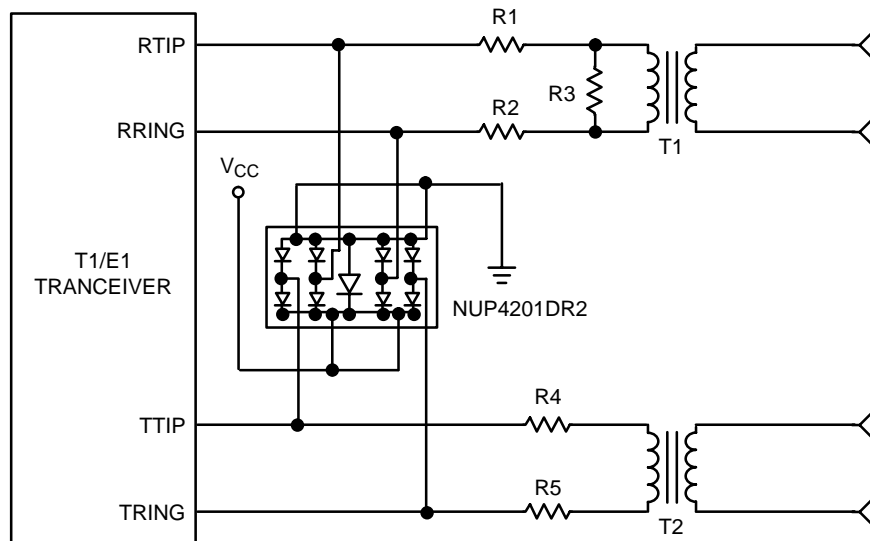 R1
RTIP
R3
R2
RRING
T1
VCC
T1/E1
TRANCEIVER
NUP4201DR2
R4
TTIP
R5
TRING
T2